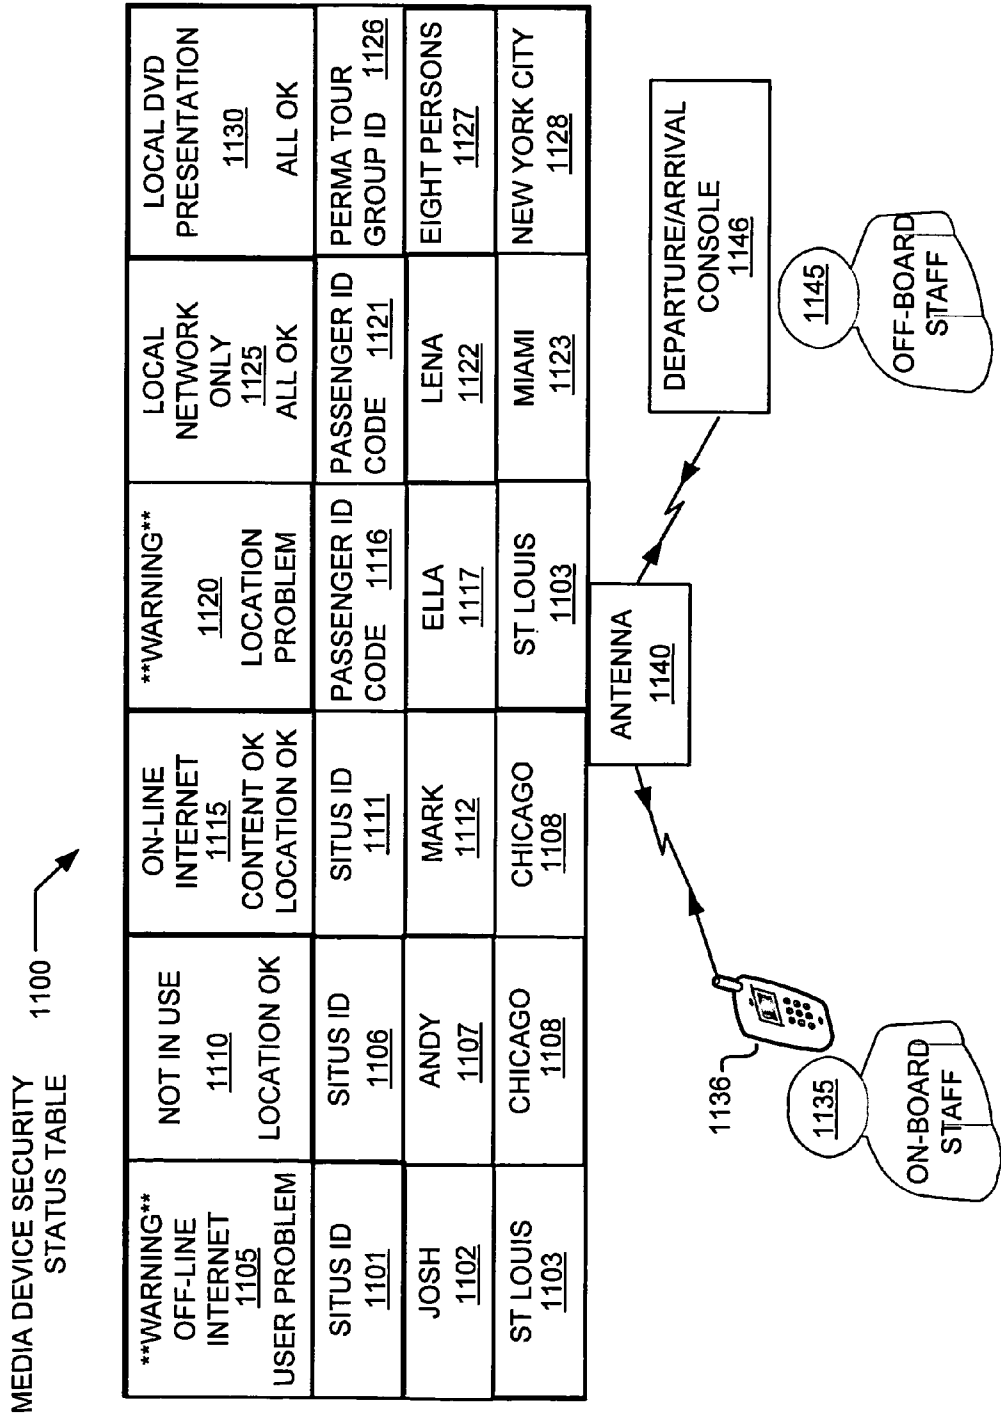 MEDIA DEVICE SECURITY
STATUS TABLE
1100
**WARNING**
OFF-LINE
INTERNET
1105
USER PROBLEM
NOT IN USE
1110
LOCATION OK
ON-LINE
INTERNET
1115
CONTENT OK
LOCATION OK
**WARNING**
1120
LOCATION
PROBLEM
LOCAL
NETWORK
ONLY
1125
ALL OK
LOCAL DVD
PRESENTATION
1130
ALL OK
SITUS ID
1101
SITUS ID
1106
SITUS ID
1111
PASSENGER ID
CODE 1116
PASSENGER ID
CODE 1121
PERMA TOUR
GROUP ID 1126
JOSH
1102
ANDY
1107
MARK
1112
ELLA
1117
LENA
1122
EIGHT PERSONS
1127
ST LOUIS
1103
CHICAGO
1108
CHICAGO
1108
ST LOUIS
1103
MIAMI
1123
NEW YORK CITY
1128
ANTENNA
1140
DEPARTURE/ARRIVAL
CONSOLE
1146
1136
1135
ON-BOARD
STAFF
1145
OFF-BOARD
STAFF